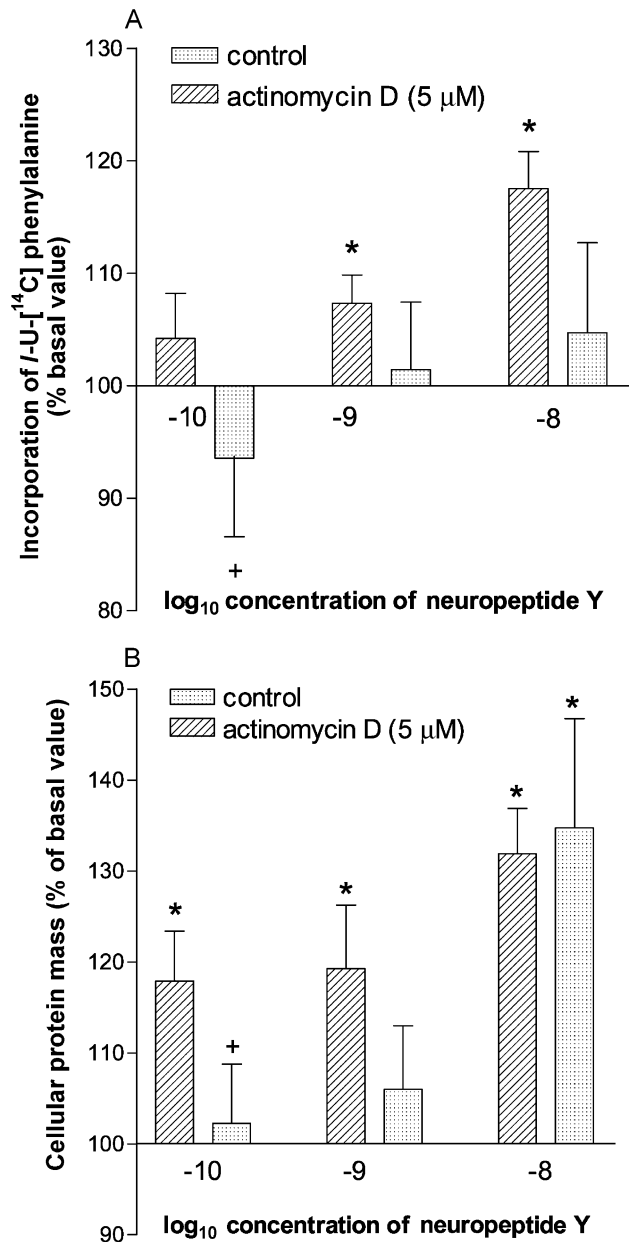 A
130
control
actinomycin D (5 μM)
*
120
*
110
Incorporation of l-U-[¹⁴C] phenylalanine
(% basal value)
100
-10
-9
-8
90
+
80
log₁₀ concentration of neuropeptide Y
B
150
control
actinomycin D (5 μM)
*
140
*
130
*
*
120
+
110
Cellular protein mass (% of basal value)
100
-10
-9
-8
90
log₁₀ concentration of neuropeptide Y